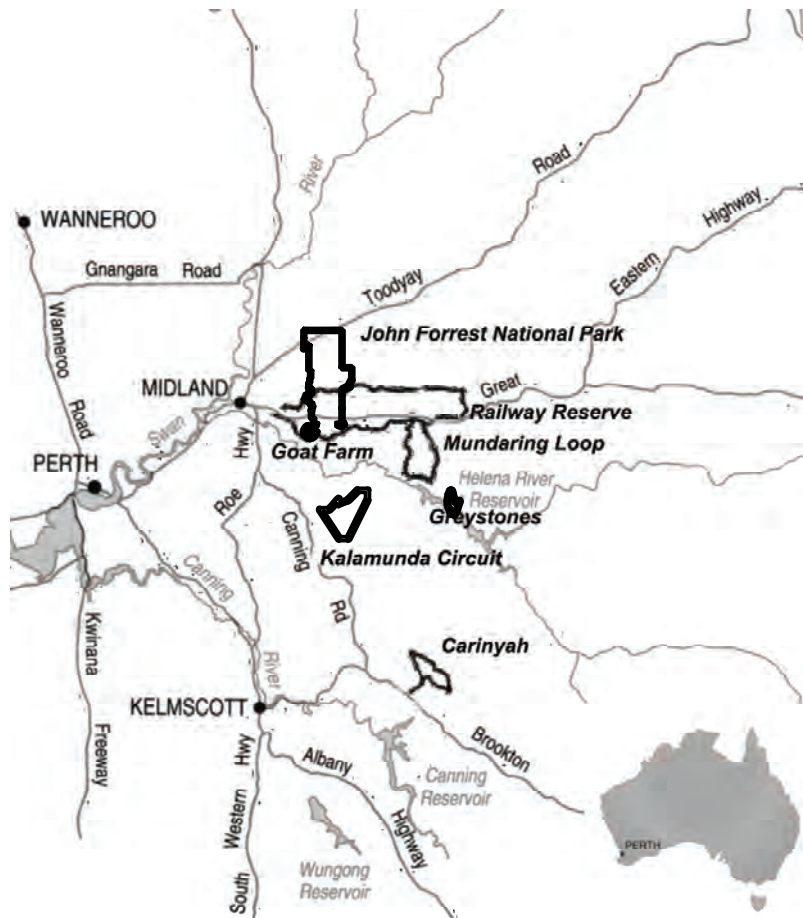 River
Road
Highway
WANNEROO
Gnangara Road
Toodyay
Eastern
Wanneroo
Road
John Forrest National Park
MIDLAND
Great
Railway Reserve
Swan
Hwy
Goat Farm
Mundaring Loop
PERTH
Helena River
Reservoir
Roe
Greystones
Canning
Canning
Kalamunda Circuit
Rd
Kwinana
Carinyah
River
KELMSCOTT
Freeway
Hwy
Albany
Brookton
Canning
Reservoir
Western
Highway
PERTH
Wungong
Reservoir
South